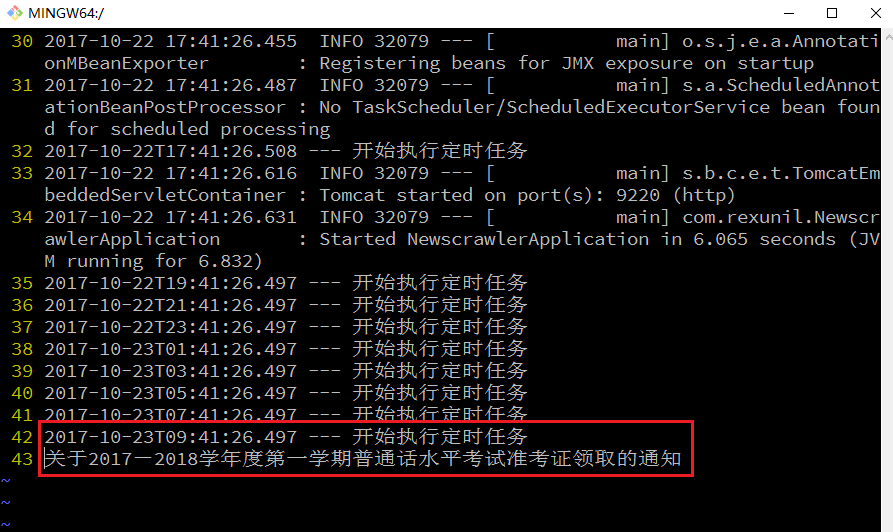 MINGW64:/
30 2017-10-22 17:41:26.455  INFO 32079 --- [           main] o.s.j.e.a.Annotati
onMBeanExporter        : Registering beans for JMX exposure on startup
31 2017-10-22 17:41:26.487  INFO 32079 --- [           main] s.a.ScheduledAnnot
ationBeanPostProcessor : No TaskScheduler/ScheduledExecutorService bean foun
d for scheduled processing
32 2017-10-22T17:41:26.508 --- 开始执行定时任务
33 2017-10-22 17:41:26.616  INFO 32079 --- [           main] s.b.c.e.t.TomcatEm
beddedServletContainer : Tomcat started on port(s): 9220 (http)
34 2017-10-22 17:41:26.631  INFO 32079 --- [           main] com.rexunil.Newscr
awlerApplication       : Started NewscrawlerApplication in 6.065 seconds (JV
M running for 6.832)
35 2017-10-22T19:41:26.497 --- 开始执行定时任务
36 2017-10-22T21:41:26.497 --- 开始执行定时任务
37 2017-10-22T23:41:26.497 --- 开始执行定时任务
38 2017-10-23T01:41:26.497 --- 开始执行定时任务
39 2017-10-23T03:41:26.497 --- 开始执行定时任务
40 2017-10-23T05:41:26.497 --- 开始执行定时任务
41 2017-10-23T07:41:26.497 --- 开始执行定时任务
42 2017-10-23T09:41:26.497 --- 开始执行定时任务
43 关于2017－2018学年度第一学期普通话水平考试准考证领取的通知
~
~
~